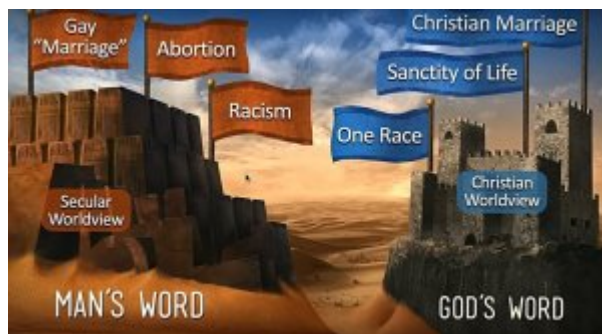 Gay
"Marriage"
Abortion
Racism
Secular
Worldview
MAN'S WORD
Christian Marriage
Sanctity of Life
One Race
Christian
Worldview
GOD'S WORD